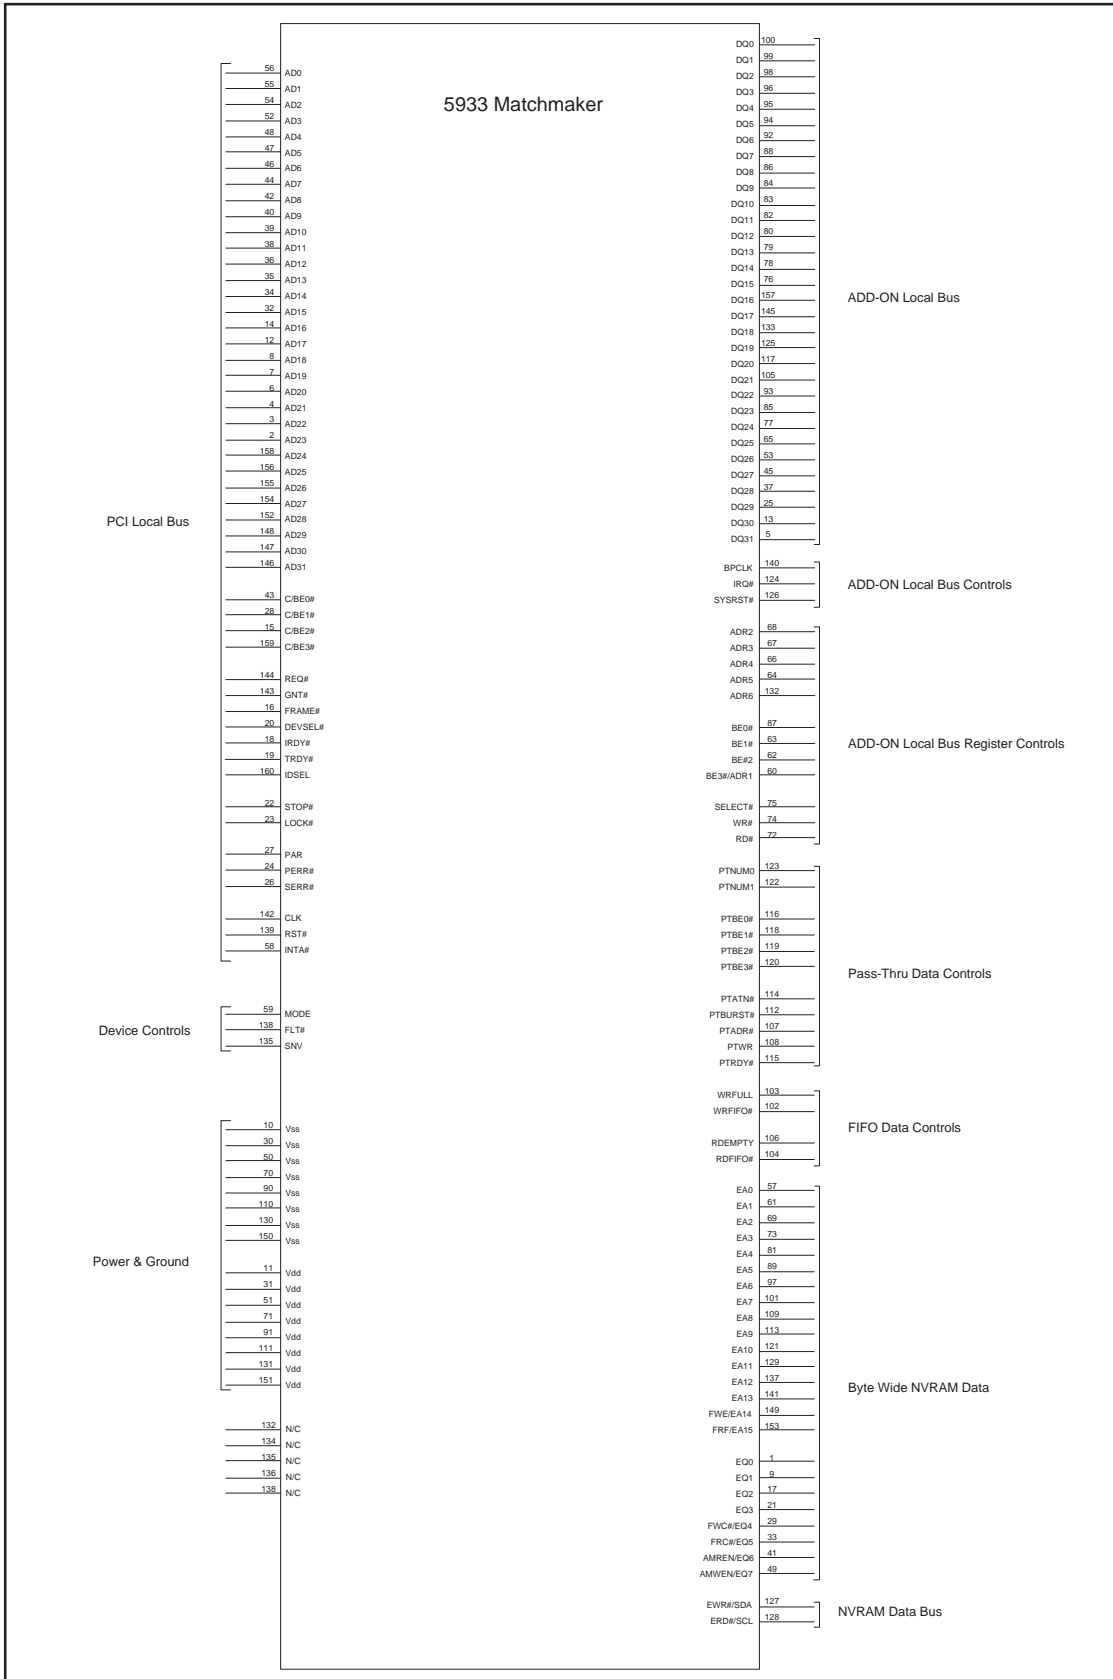 5933 Matchmaker
PCI Local Bus
56 AD0
55 AD1
54 AD2
52 AD3
48 AD4
47 AD5
46 AD6
44 AD7
42 AD8
40 AD9
39 AD10
38 AD11
36 AD12
35 AD13
34 AD14
32 AD15
14 AD16
12 AD17
8 AD18
7 AD19
6 AD20
4 AD21
3 AD22
2 AD23
158 AD24
156 AD25
155 AD26
154 AD27
152 AD28
148 AD29
147 AD30
146 AD31
43 C/BE0#
28 C/BE1#
15 C/BE2#
159 C/BE3#
144 REQ#
143 GNT#
16 FRAME#
20 DEVSEL#
18 IRDY#
19 TRDY#
160 IDSEL
22 STOP#
23 LOCK#
27 PAR
24 PERR#
26 SERR#
142 CLK
139 RST#
58 INTA#
Device Controls
59 MODE
138 FLT#
135 SNV
Power & Ground
10 Vss
30 Vss
50 Vss
70 Vss
90 Vss
110 Vss
130 Vss
150 Vss
11 Vdd
31 Vdd
51 Vdd
71 Vdd
91 Vdd
111 Vdd
131 Vdd
151 Vdd
132 N/C
134 N/C
135 N/C
136 N/C
138 N/C
DQ0 100
DQ1 99
DQ2 98
DQ3 96
DQ4 95
DQ5 94
DQ6 92
DQ7 88
DQ8 86
DQ9 84
DQ10 83
DQ11 82
DQ12 80
DQ13 79
DQ14 78
DQ15 76
DQ16 157
DQ17 145
DQ18 133
DQ19 125
DQ20 117
DQ21 105
DQ22 93
DQ23 85
DQ24 77
DQ25 65
DQ26 53
DQ27 45
DQ28 37
DQ29 25
DQ30 13
DQ31 5
ADD-ON Local Bus
BPCLK 140
IRQ# 124
SYSRST# 126
ADD-ON Local Bus Controls
ADR2 68
ADR3 67
ADR4 66
ADR5 64
ADR6 132
BE0# 87
BE1# 63
BE#2 62
BE3#/ADR1 60
SELECT# 75
WR# 74
RD# 72
ADD-ON Local Bus Register Controls
PTNUM0 123
PTNUM1 122
PTBE0# 116
PTBE1# 118
PTBE2# 119
PTBE3# 120
PTATN# 114
PTBURST# 112
PTADR# 107
PTWR 108
PTRDY# 115
Pass-Thru Data Controls
WRFULL 103
WRFIFO# 102
RDEMPTY 106
RDFIFO# 104
FIFO Data Controls
EA0 57
EA1 61
EA2 69
EA3 73
EA4 81
EA5 89
EA6 97
EA7 101
EA8 109
EA9 113
EA10 121
EA11 129
EA12 137
EA13 141
FWE/EA14 149
FRF/EA15 153
EQ0 1
EQ1 9
EQ2 17
EQ3 21
FWC#/EQ4 29
FRC#/EQ5 33
AMREN/EQ6 41
AMWEN/EQ7 49
Byte Wide NVRAM Data
EWR#/SDA 127
ERD#/SCL 128
NVRAM Data Bus